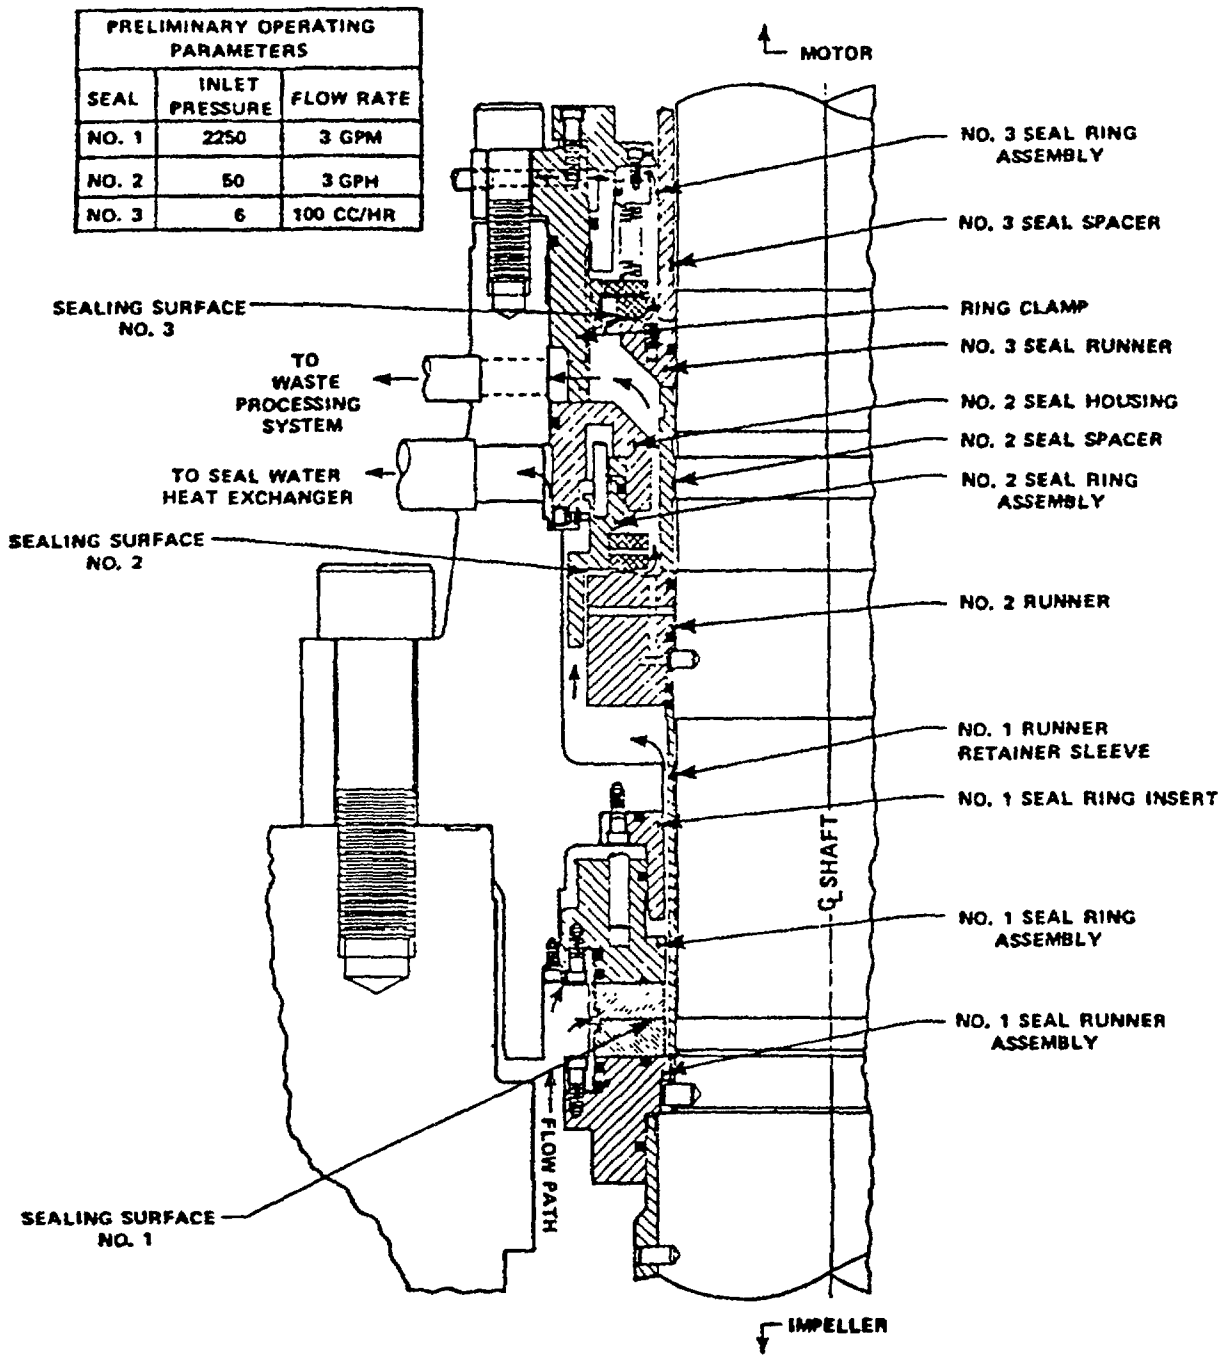 PRELIMINARY OPERATING
PARAMETERS
SEAL INLET PRESSURE FLOW RATE
NO. 1 2250 3 GPM
NO. 2 50 3 GPH
NO. 3 6 100 CC/HR
MOTOR
NO. 3 SEAL RING
ASSEMBLY
NO. 3 SEAL SPACER
SEALING SURFACE
NO. 3
RING CLAMP
NO. 3 SEAL RUNNER
TO
WASTE
PROCESSING
SYSTEM
NO. 2 SEAL HOUSING
NO. 2 SEAL SPACER
TO SEAL WATER
HEAT EXCHANGER
NO. 2 SEAL RING
ASSEMBLY
SEALING SURFACE
NO. 2
NO. 2 RUNNER
NO. 1 RUNNER
RETAINER SLEEVE
NO. 1 SEAL RING INSERT
CL SHAFT
NO. 1 SEAL RING
ASSEMBLY
NO. 1 SEAL RUNNER
ASSEMBLY
FLOW PATH
SEALING SURFACE
NO. 1
IMPELLER